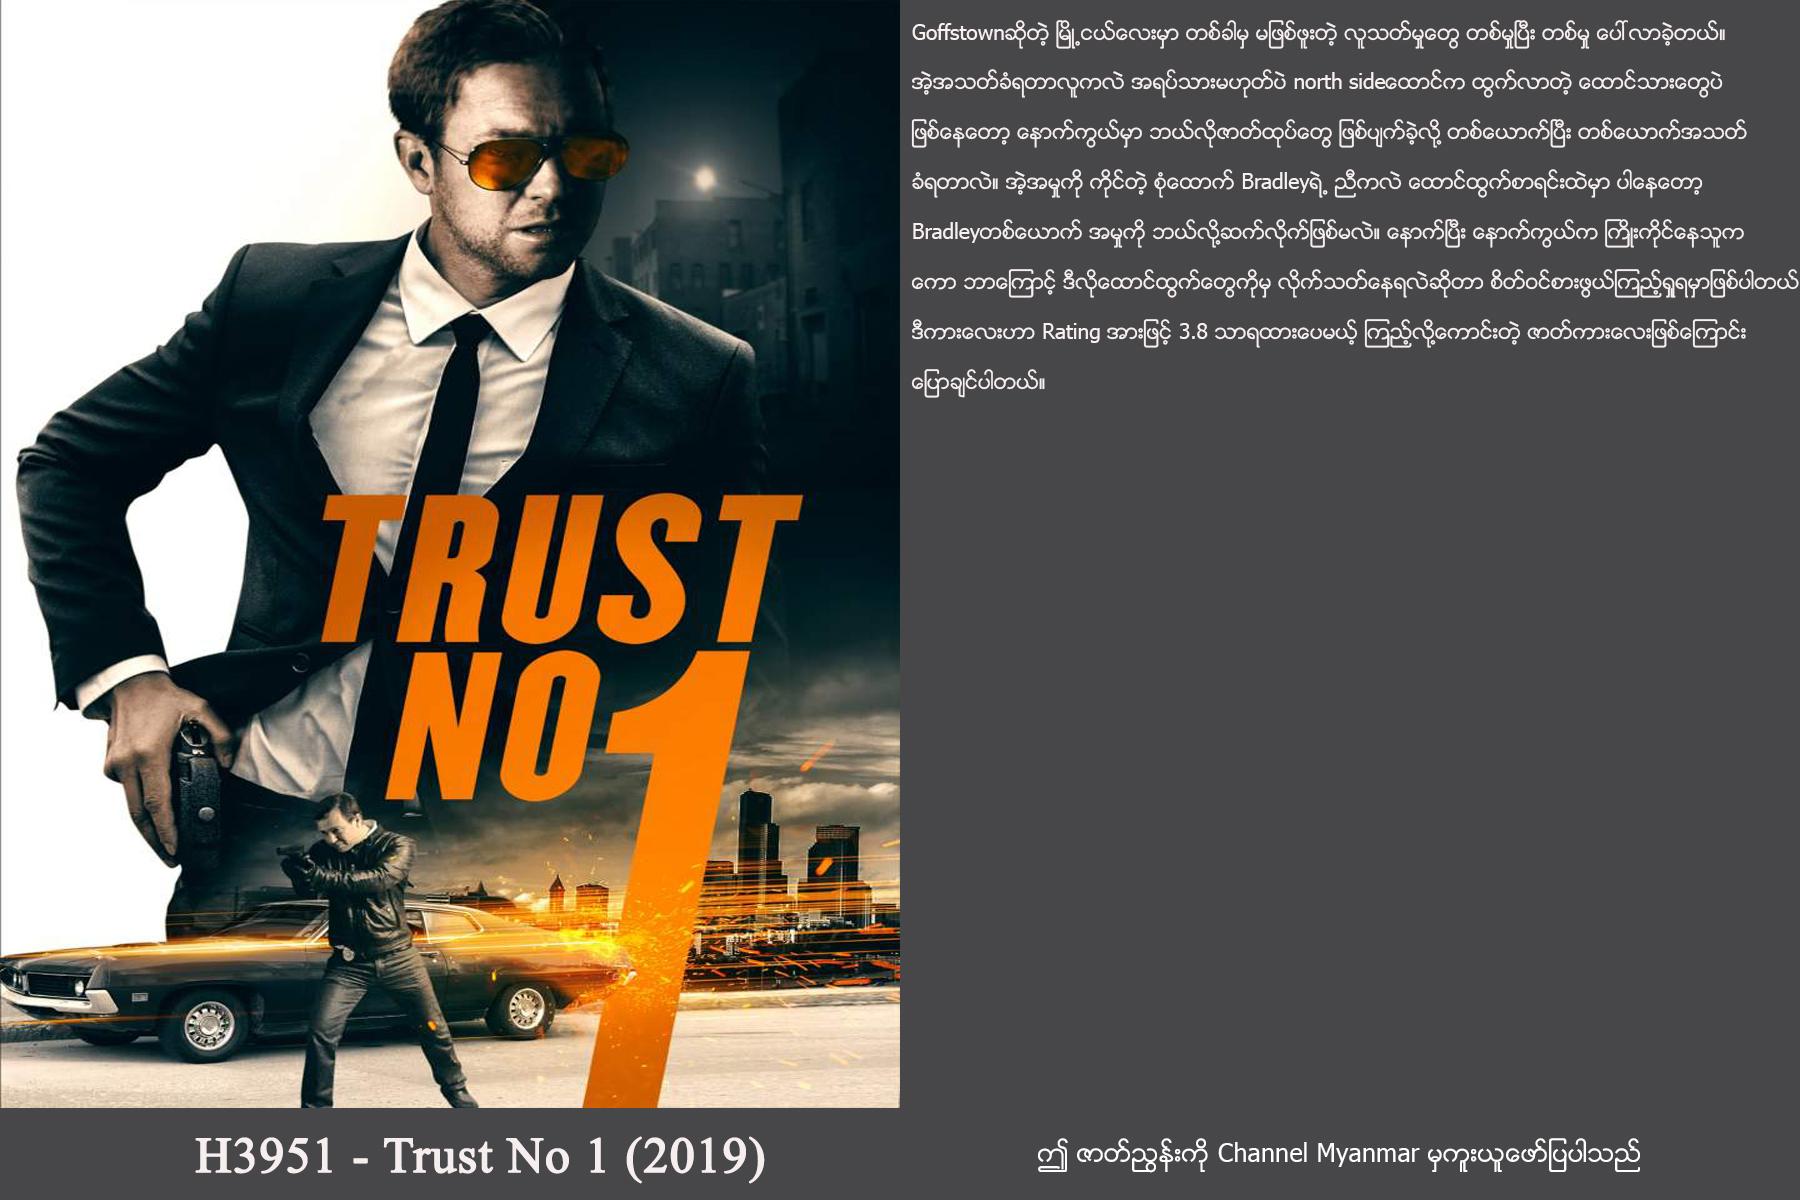 TRUST
NO 1
Goffstownဆိုတဲ့ မြို့ငယ်လေးမှာ တစ်ခါမှ မဖြစ်ဖူးတဲ့ လူသတ်မှုတွေ တစ်မှုပြီး တစ်မှု ပေါ်လာခဲ့တယ်။
အဲ့အသတ်ခံရတာလူကလဲ အရပ်သားမဟုတ်ပဲ north sideထောင်က ထွက်လာတဲ့ ထောင်သားတွေပဲ
ဖြစ်နေတော့ နောက်ကွယ်မှာ ဘယ်လိုဇာတ်ထုပ်တွေ ဖြစ်ပျက်ခဲ့လို့ တစ်ယောက်ပြီး တစ်ယောက်အသတ်
ခံရတာလဲ။ အဲ့အမှုကို ကိုင်တဲ့ စုံထောက် Bradleyရဲ့ ညီကလဲ ထောင်ထွက်စာရင်းထဲမှာ ပါနေတော့
Bradleyတစ်ယောက် အမှုကို ဘယ်လို့ဆက်လိုက်ဖြစ်မလဲ။ နောက်ပြီး နောက်ကွယ်က ကြိုးကိုင်နေသူက
ကော ဘာကြောင့် ဒီလိုထောင်ထွက်တွေကိုမှ လိုက်သတ်နေရလဲဆိုတာ စိတ်ဝင်စားဖွယ်ကြည့်ရှုရမှာဖြစ်ပါတယ်
ဒီကားလေးဟာ Rating အားဖြင့် 3.8 သာရထားပေမယ့် ကြည့်လို့ကောင်းတဲ့ ဇာတ်ကားလေးဖြစ်ကြောင်း
ပြောချင်ပါတယ်။
H3951 - Trust No 1 (2019)
ဤ ဇာတ်ညွှန်းကို Channel Myanmar မှကူးယူဖော်ပြပါသည်